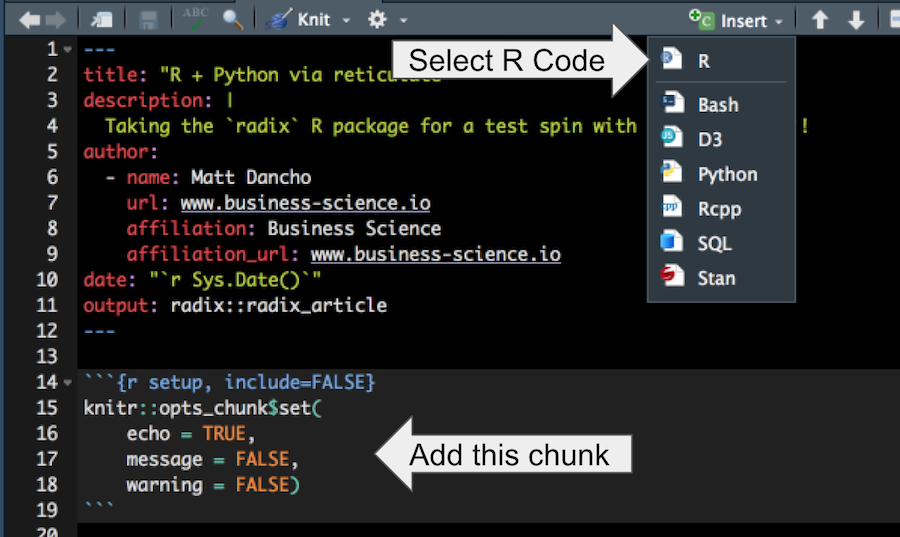 ABC
Knit
Insert
1 ---
2 title: "R + Python via reticulate"
3 description: |
4 Taking the `radix` R package for a test spin with !
5 author:
6 - name: Matt Dancho
7 url: www.business-science.io
8 affiliation: Business Science
9 affiliation_url: www.business-science.io
10 date: "`r Sys.Date()`"
11 output: radix::radix_article
12 ---
13
14 ```{r setup, include=FALSE}
15 knitr::opts_chunk$set(
16 echo = TRUE,
17 message = FALSE,
18 warning = FALSE)
19 ```
20
Select R Code
R
Bash
D3
Python
Rcpp
SQL
Stan
Add this chunk